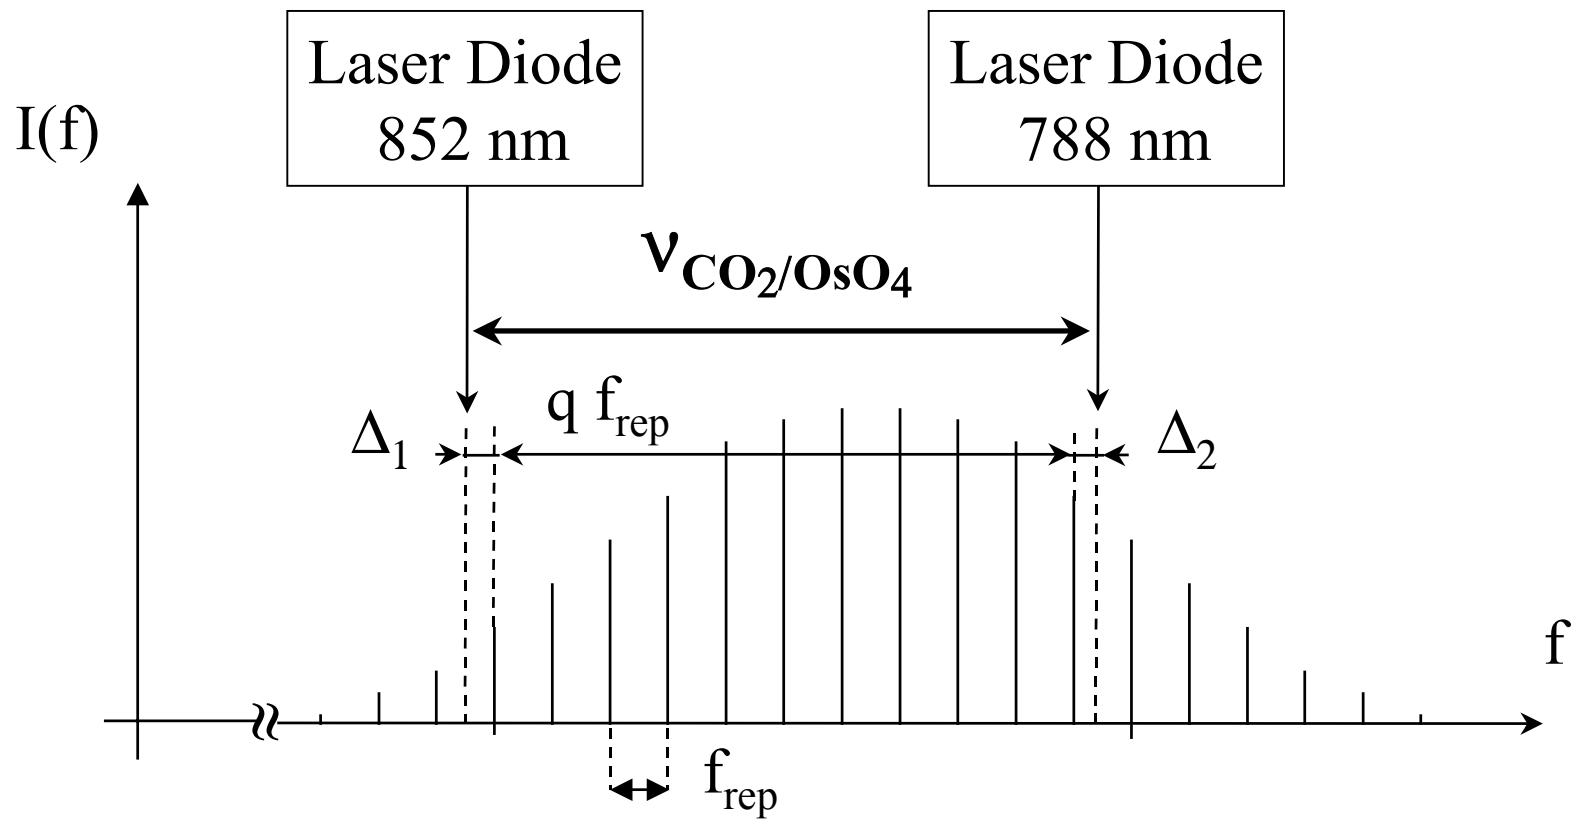 Laser Diode
852 nm
Laser Diode
788 nm
I(f)
νCO2/OsO4
q frep
Δ1
Δ2
f
frep